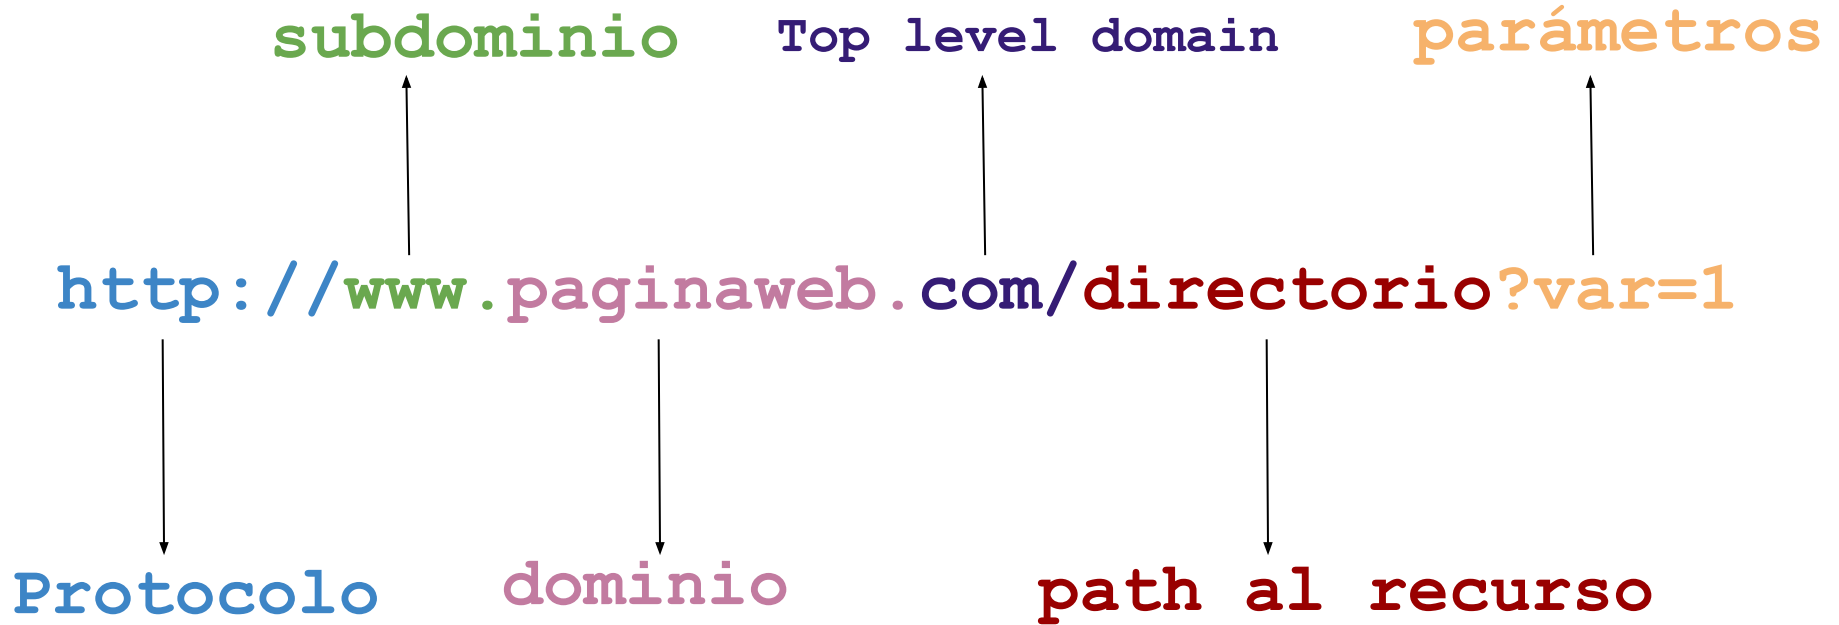 subdominio Top level domain parámetros
http://www.paginaweb.com/directorio?var=1
Protocolo dominio path al recurso